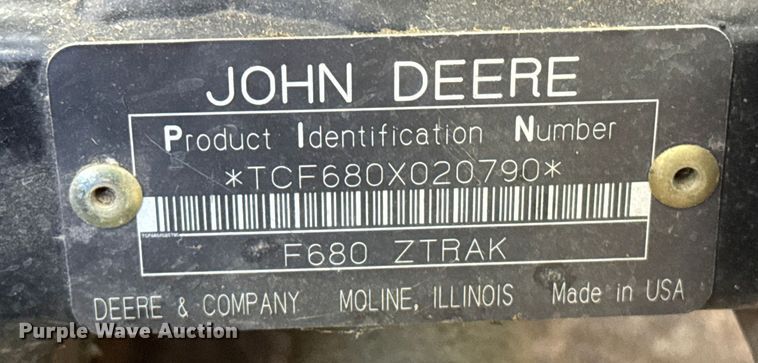 JOHN DEERE
Product Identification Number
*TCF680X020790*
F680 ZTRAK
DEERE & COMPANY MOLINE, ILLINOIS Made in USA
Purple Wave Auction